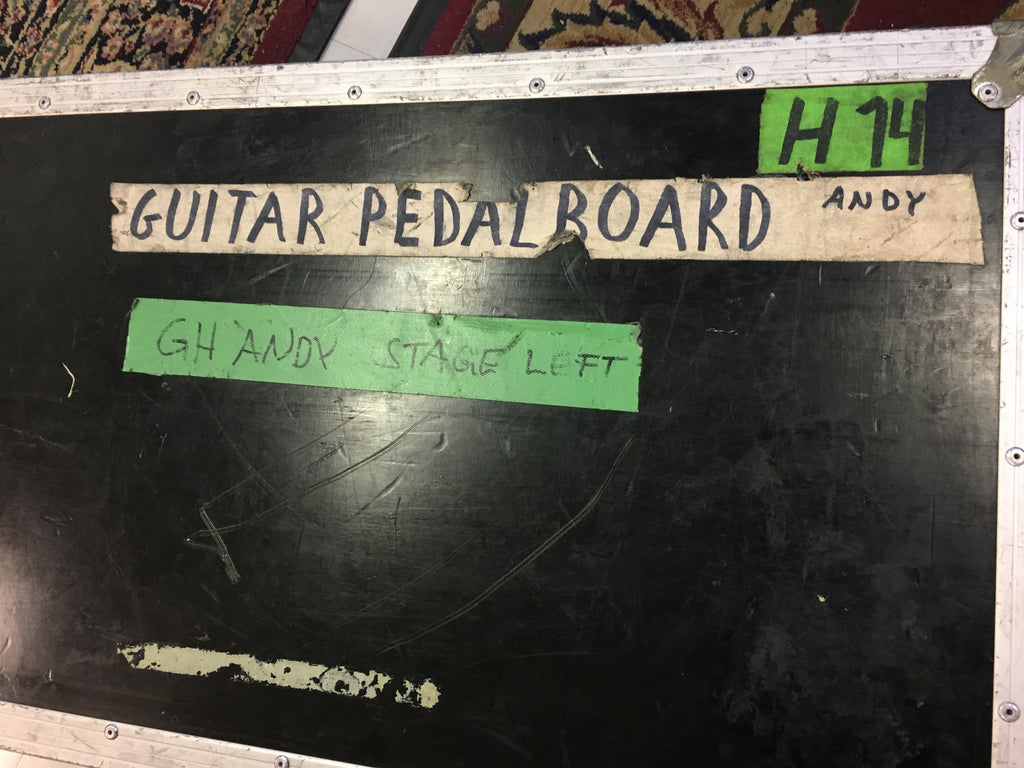 H 14
GUITAR PEDALBOARD ANDY
GH ANDY STAGE LEFT